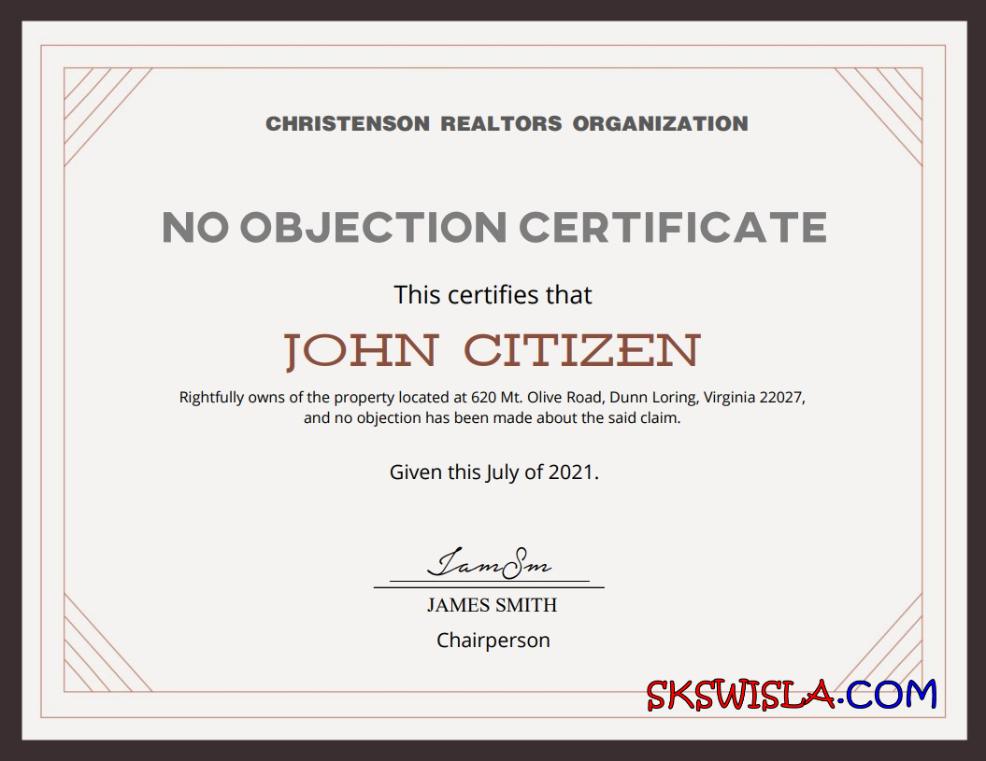 CHRISTENSON REALTORS ORGANIZATION
NO OBJECTION CERTIFICATE
This certifies that
JOHN CITIZEN
Rightfully owns of the property located at 620 Mt. Olive Road, Dunn Loring, Virginia 22027,
and no objection has been made about the said claim.
Given this July of 2021.
JamSm
JAMES SMITH
Chairperson
SKSWISLA.COM